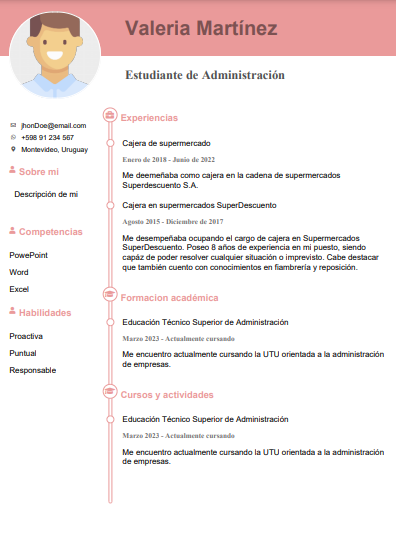 Valeria Martínez
Estudiante de Administración
jhonDoe@email.com
+598 91 234 567
Montevideo, Uruguay
Sobre mi
Descripción de mi
Competencias
PowePoint
Word
Excel
Habilidades
Proactiva
Puntual
Responsable
Experiencias
Cajera de supermercado
Enero de 2018 - Junio de 2022
Me deemeñaba como cajera en la cadena de supermercados
Superdescuento S.A.
Cajera en supermercados SuperDescuento
Agosto 2015 - Diciembre de 2017
Me desempeñaba ocupando el cargo de cajera en Supermercados
SuperDescuento. Poseo 8 años de experiencia en mi puesto, siendo
capáz de poder resolver cualquier situación o imprevisto. Cabe destacar
que también cuento con conocimientos en fiambrería y reposición.
Formacion académica
Educación Técnico Superior de Administración
Marzo 2023 - Actualmente cursando
Me encuentro actualmente cursando la UTU orientada a la administración
de empresas.
Cursos y actividades
Educación Técnico Superior de Administración
Marzo 2023 - Actualmente cursando
Me encuentro actualmente cursando la UTU orientada a la administración
de empresas.